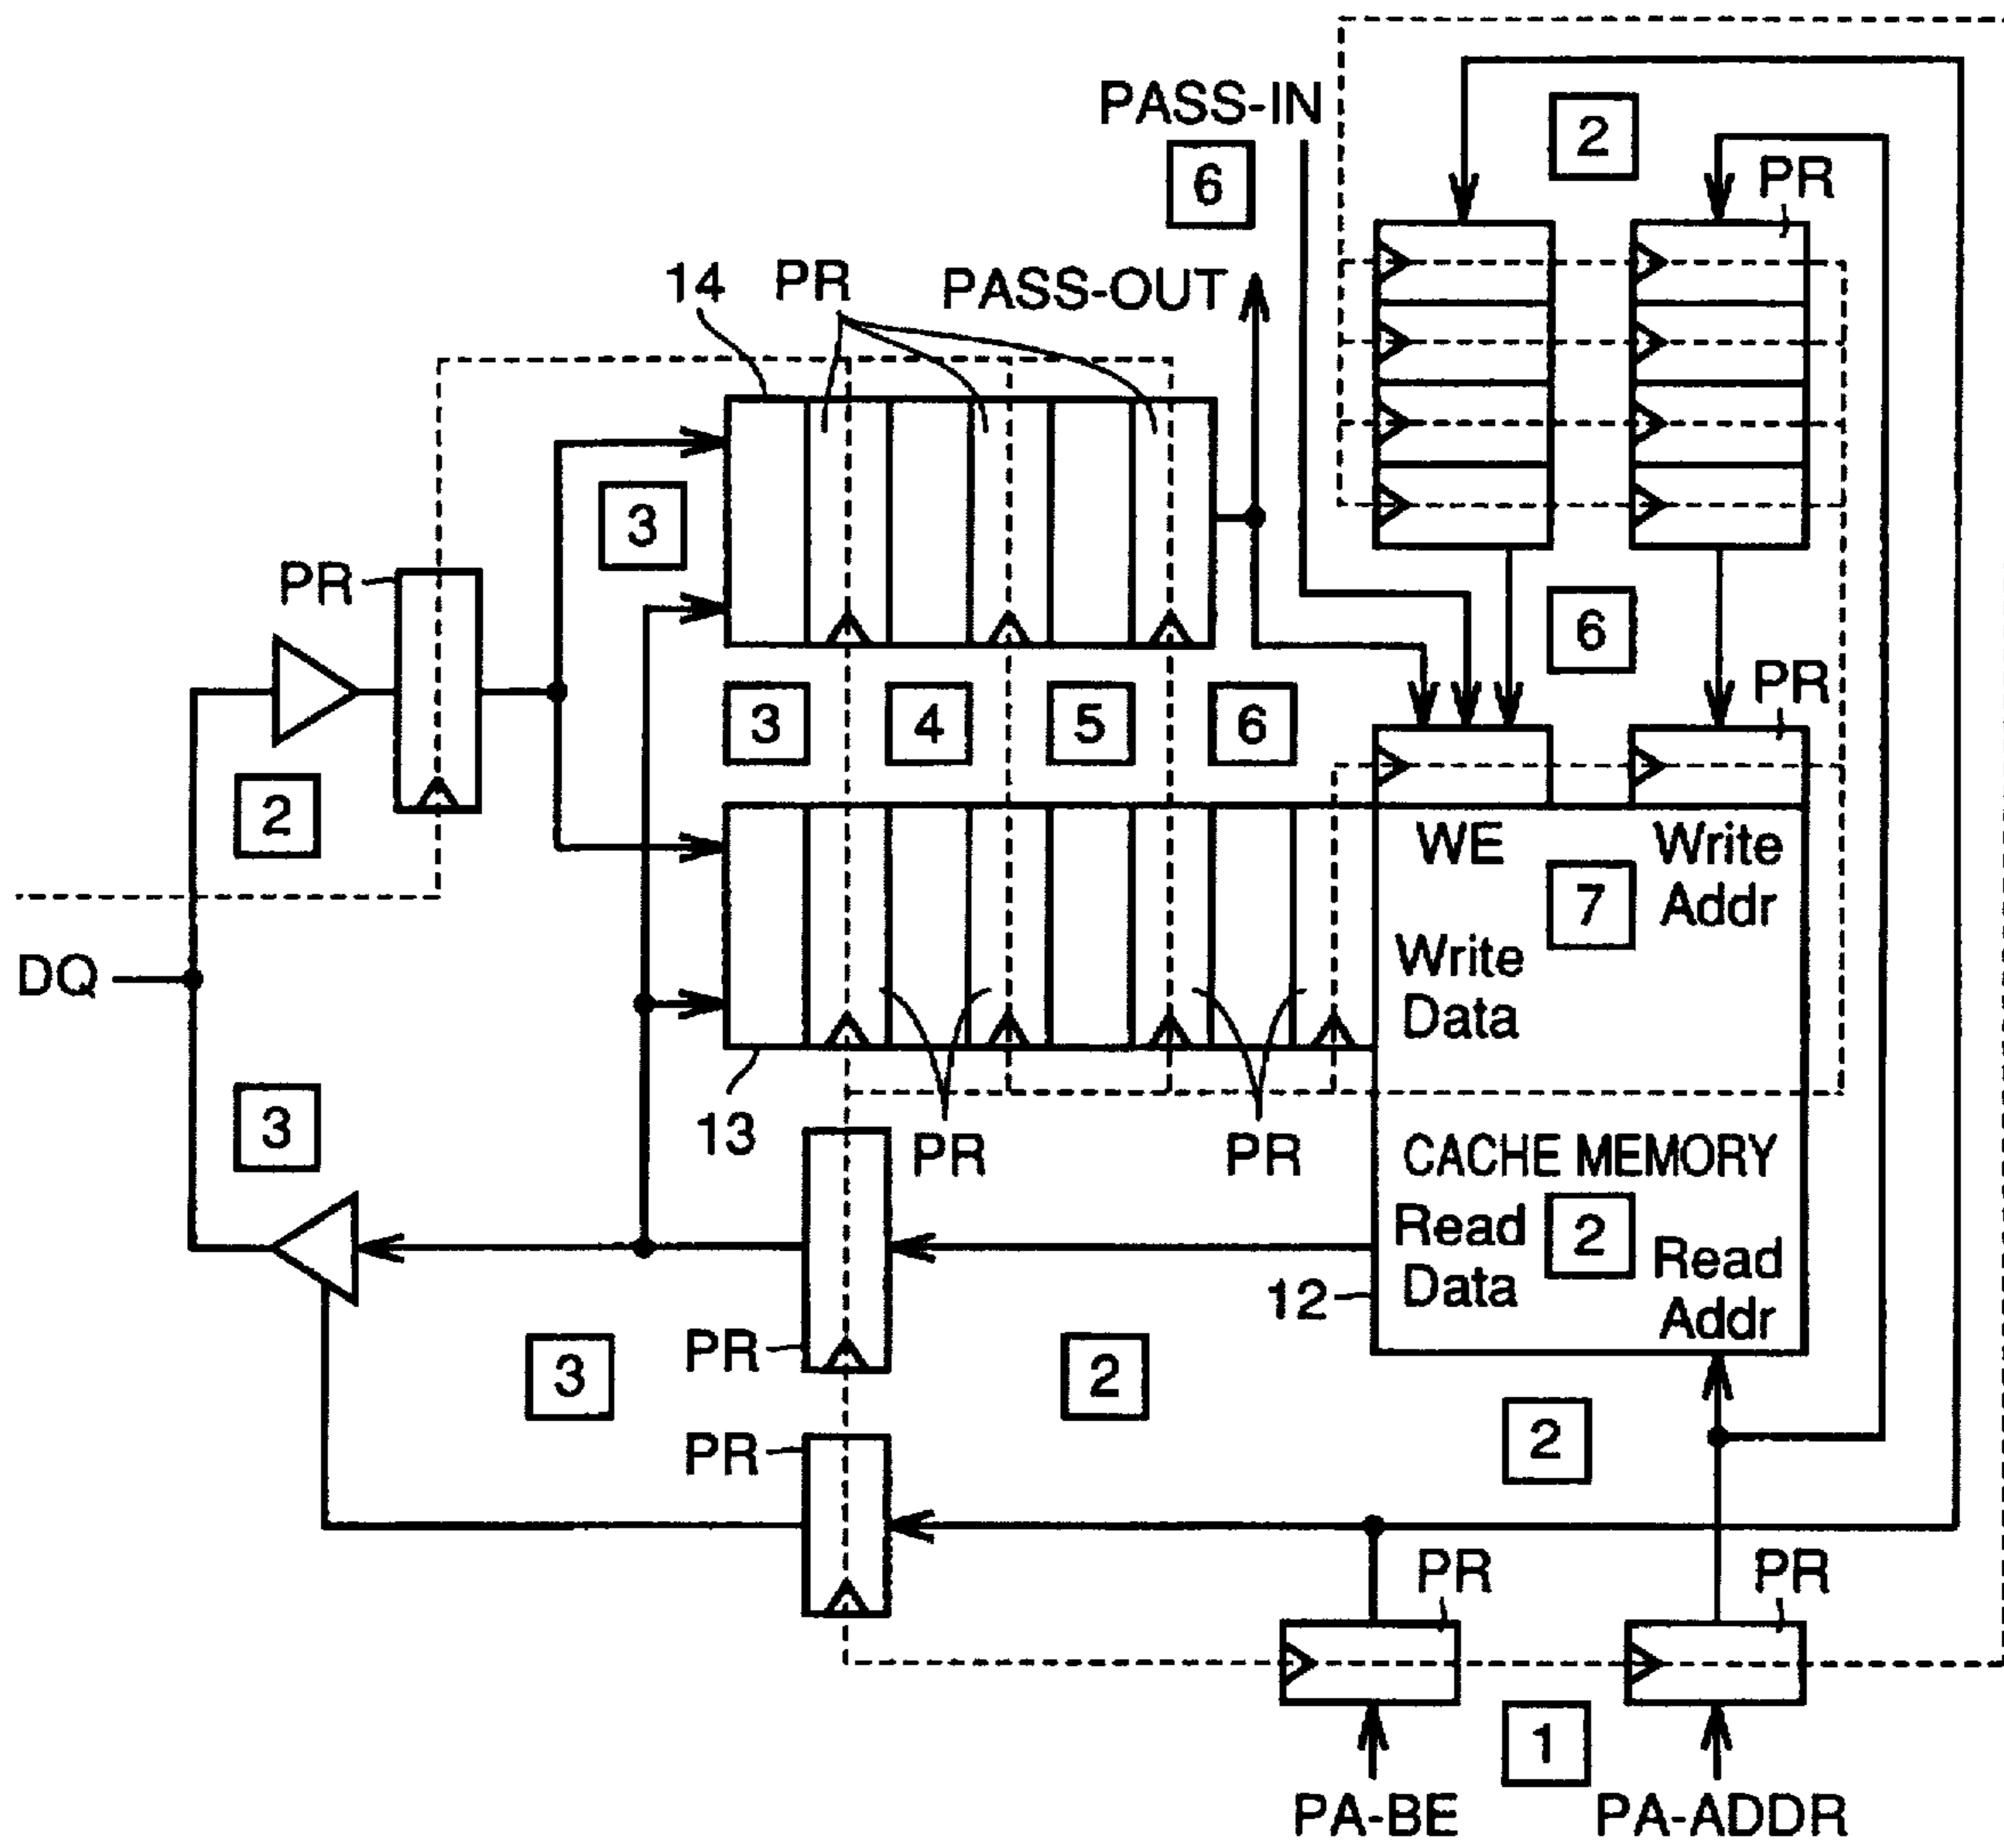 PASS-IN
2
6
PR
14
PR
PASS-OUT
3
PR
6
PR
3
4
5
6
2
WE
Write
Addr
7
DQ
Write
Data
3
13
PR
PR
CACHE MEMORY
Read
Data
2
Read
Addr
12
PR
3
2
2
PR
PR
PR
1
PA-BE
PA-ADDR